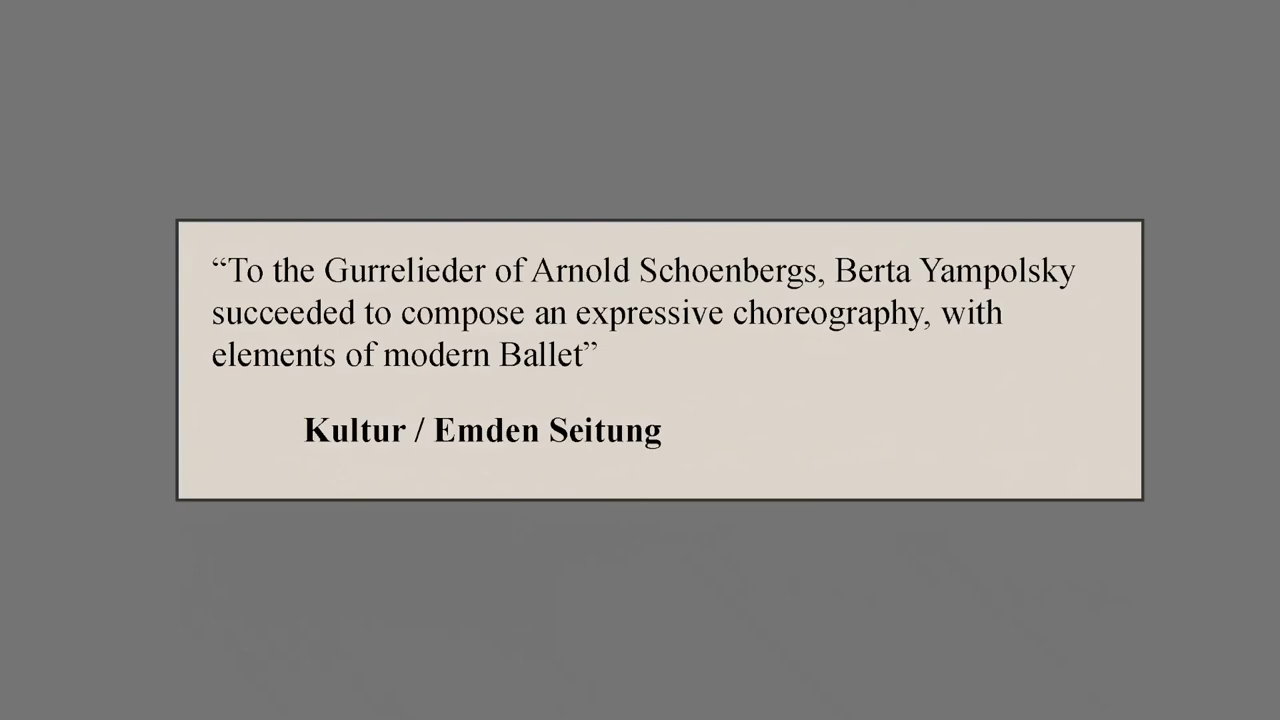 “To the Gurrelieder of Arnold Schoenbergs, Berta Yampolsky
succeeded to compose an expressive choreography, with
elements of modern Ballet”
Kultur / Emden Seitung